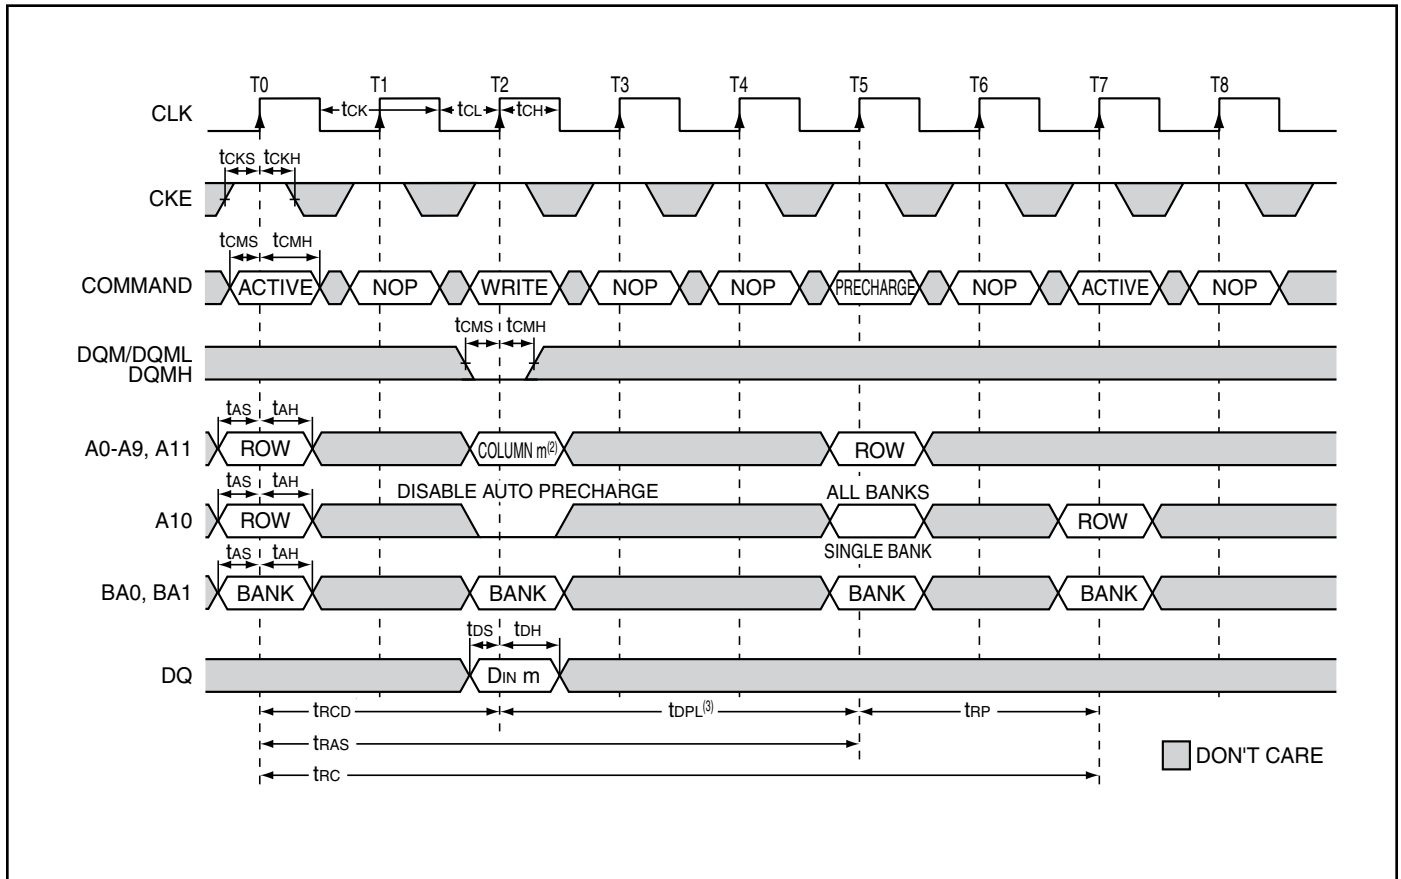 T0 T1 T2 T3 T4 T5 T6 T7 T8
CLK tCK tCL tCH
tCKS tCKH
CKE
tCMS tCMH
COMMAND ACTIVE NOP WRITE NOP NOP PRECHARGE NOP ACTIVE NOP
tCMS tCMH
DQM/DQML
DQMH
tAS tAH
A0-A9, A11 ROW COLUMN m(2) ROW
tAS tAH DISABLE AUTO PRECHARGE ALL BANKS
A10 ROW ROW
tAS tAH SINGLE BANK
BA0, BA1 BANK BANK BANK BANK
tDS tDH
DQ DIN m
tRCD tDPL(3) tRP
tRAS
tRC
DON'T CARE